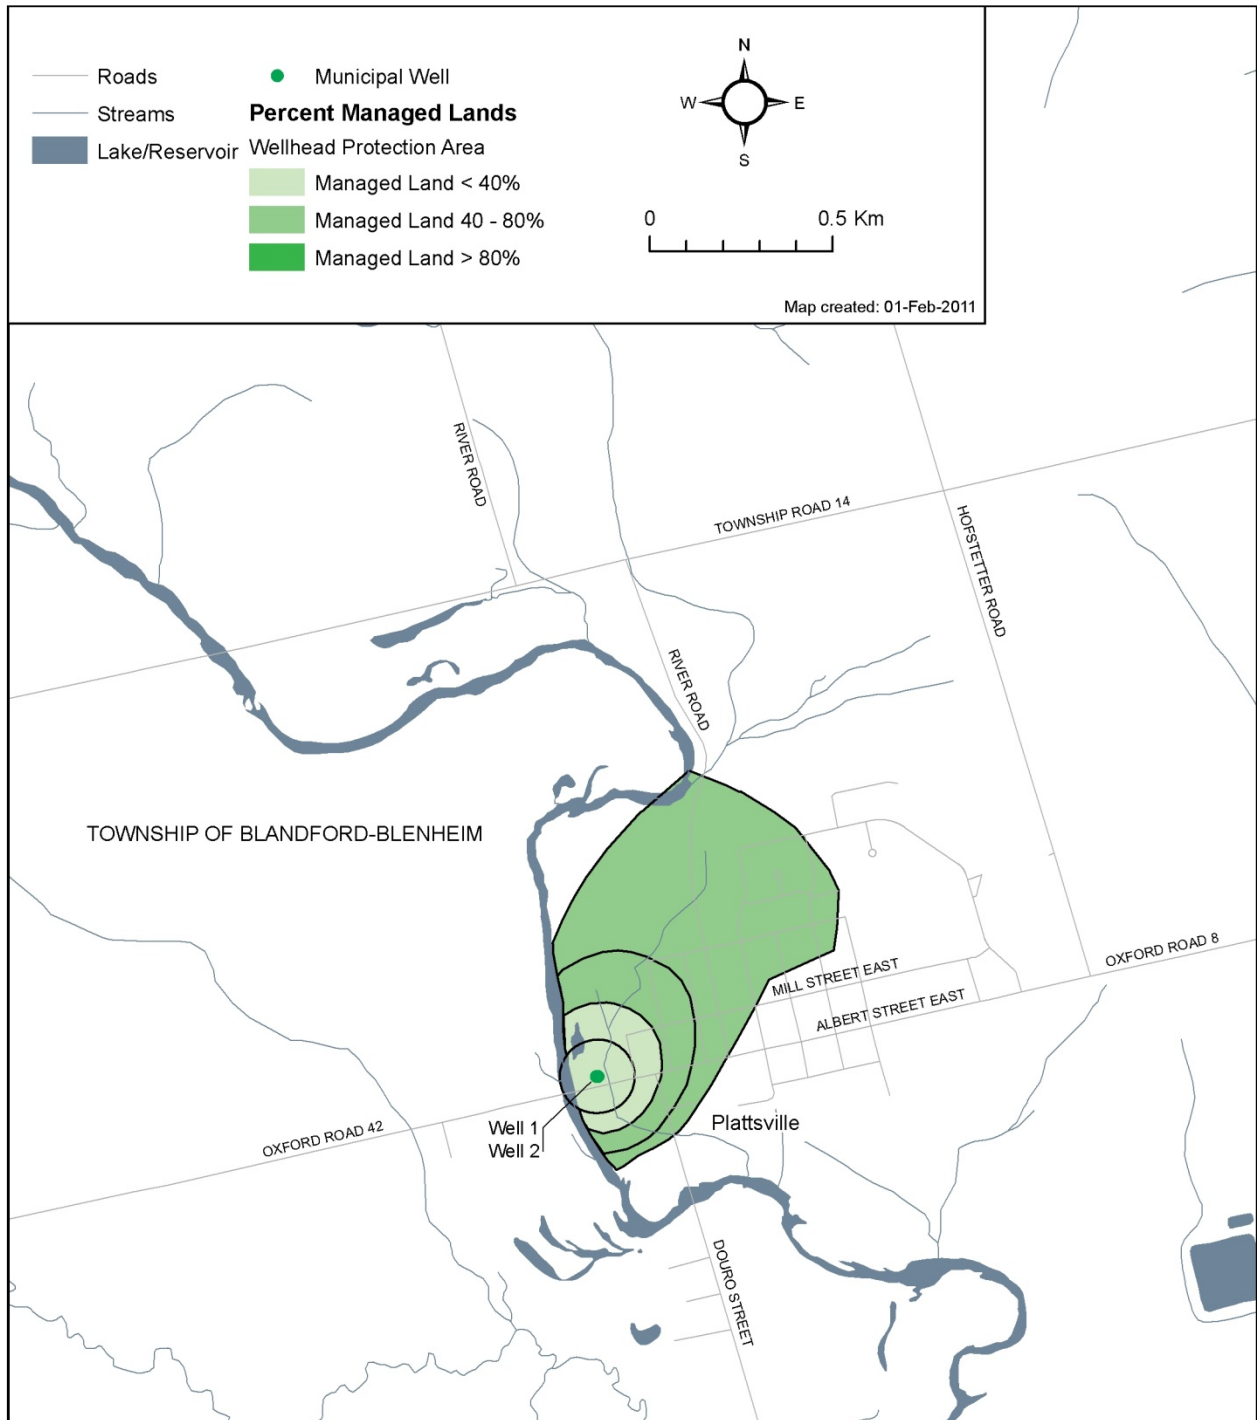 Roads
Streams
Lake/Reservoir
Municipal Well
Percent Managed Lands
Wellhead Protection Area
Managed Land < 40%
Managed Land 40 - 80%
Managed Land > 80%
N
W
E
S
0
0.5 Km
Map created: 01-Feb-2011
RIVER ROAD
TOWNSHIP ROAD 14
HOFSTETTER ROAD
RIVER ROAD
TOWNSHIP OF BLANDFORD-BLENHEIM
OXFORD ROAD 8
MILL STREET EAST
ALBERT STREET EAST
OXFORD ROAD 42
Well 1
Well 2
Plattsville
DOURO STREET